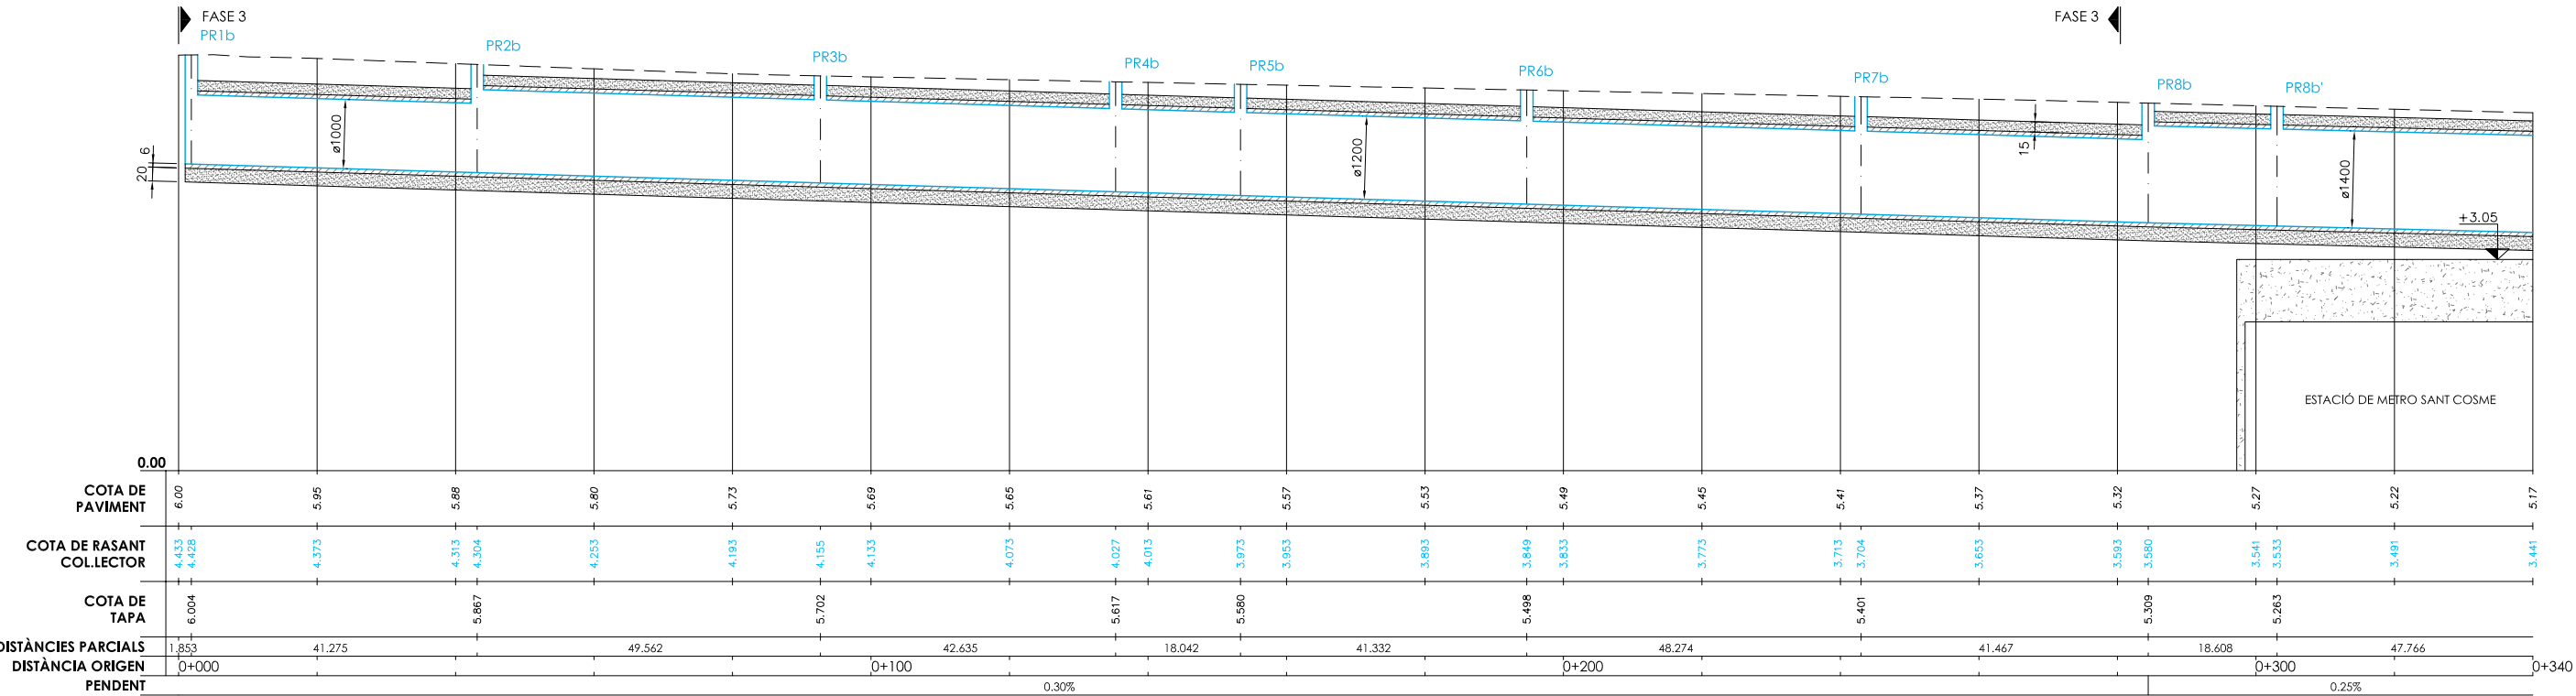 FASE 3
FASE 3
PR1b
PR2b
PR3b
PR4b
PR5b
PR6b
PR7b
PR8b
PR8b'
ø1000
ø1200
15
ø1400
6
20
+3.05
ESTACIÓ DE METRO SANT COSME
0.00
COTA DE PAVIMENT
6.00 5.95 5.88 5.80 5.73 5.69 5.65 5.61 5.57 5.53 5.49 5.45 5.41 5.37 5.32 5.27 5.22 5.17
COTA DE RASANT COL.LECTOR
4.433 4.428 4.373 4.313 4.304 4.253 4.193 4.155 4.133 4.073 4.027 4.013 3.973 3.953 3.893 3.849 3.833 3.773 3.713 3.704 3.653 3.593 3.580 3.541 3.533 3.491 3.441
COTA DE TAPA
6.004 5.867 5.702 5.617 5.580 5.498 5.401 5.309 5.263
DISTÀNCIES PARCIALS 1.853 41.275 49.562 42.635 18.042 41.332 48.274 41.467 18.608 47.766
DISTÀNCIA ORIGEN 0+000 0+100 0+200 0+300 0+340
PENDENT 0.30% 0.25%